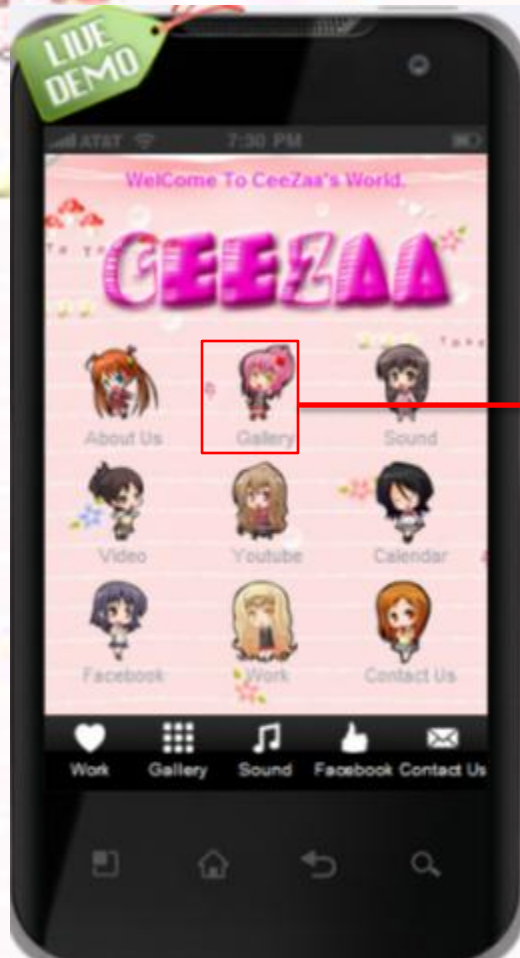 LIVE
DEMO
AT&T 7:30 PM
WelCome To CeeZaa's World.
CEEZAA
About Us Gallery Sound
Video Youtube Calendar
Facebook Work Contact Us
Work Gallery Sound Facebook Contact Us